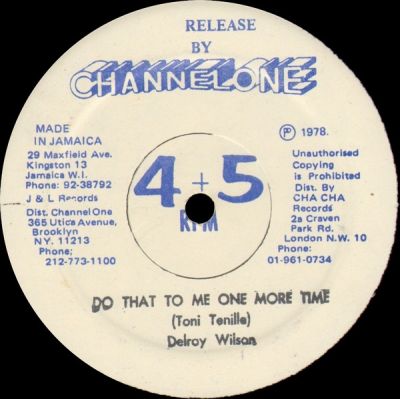 RELEASE
BY
CHANNELONE
MADE
IN JAMAICA
29 Maxfield Ave.
Kingston 13
Jamaica W.I.
Phone: 92-38792
J & L Records
Dist. Channel One
365 Utica Avenue,
Brooklyn
NY. 11213
Phone;
212-773-1100
℗ 1978.
Unauthorised
Copying
is Prohibited
Dist. By
CHA CHA
Records
2a Craven
Park Rd.
London N.W. 10
Phone:
01-961-0734
4+5
RPM
DO THAT TO ME ONE MORE TIME
(Toni Tenille)
Delroy Wilson